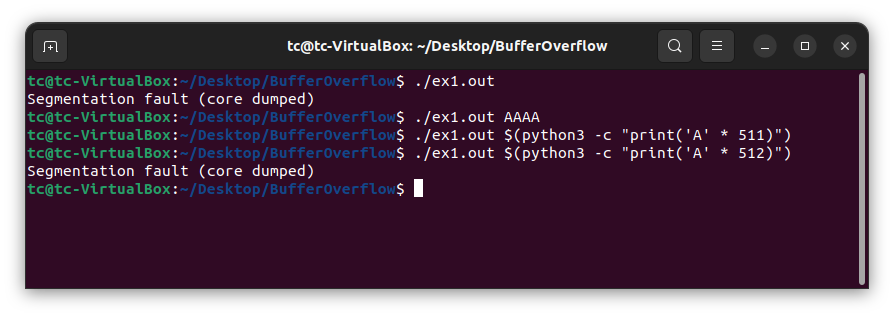 tc@tc-VirtualBox: ~/Desktop/BufferOverflow
tc@tc-VirtualBox:~/Desktop/BufferOverflow$ ./ex1.out
Segmentation fault (core dumped)
tc@tc-VirtualBox:~/Desktop/BufferOverflow$ ./ex1.out AAAA
tc@tc-VirtualBox:~/Desktop/BufferOverflow$ ./ex1.out $(python3 -c "print('A' * 511)")
tc@tc-VirtualBox:~/Desktop/BufferOverflow$ ./ex1.out $(python3 -c "print('A' * 512)")
Segmentation fault (core dumped)
tc@tc-VirtualBox:~/Desktop/BufferOverflow$